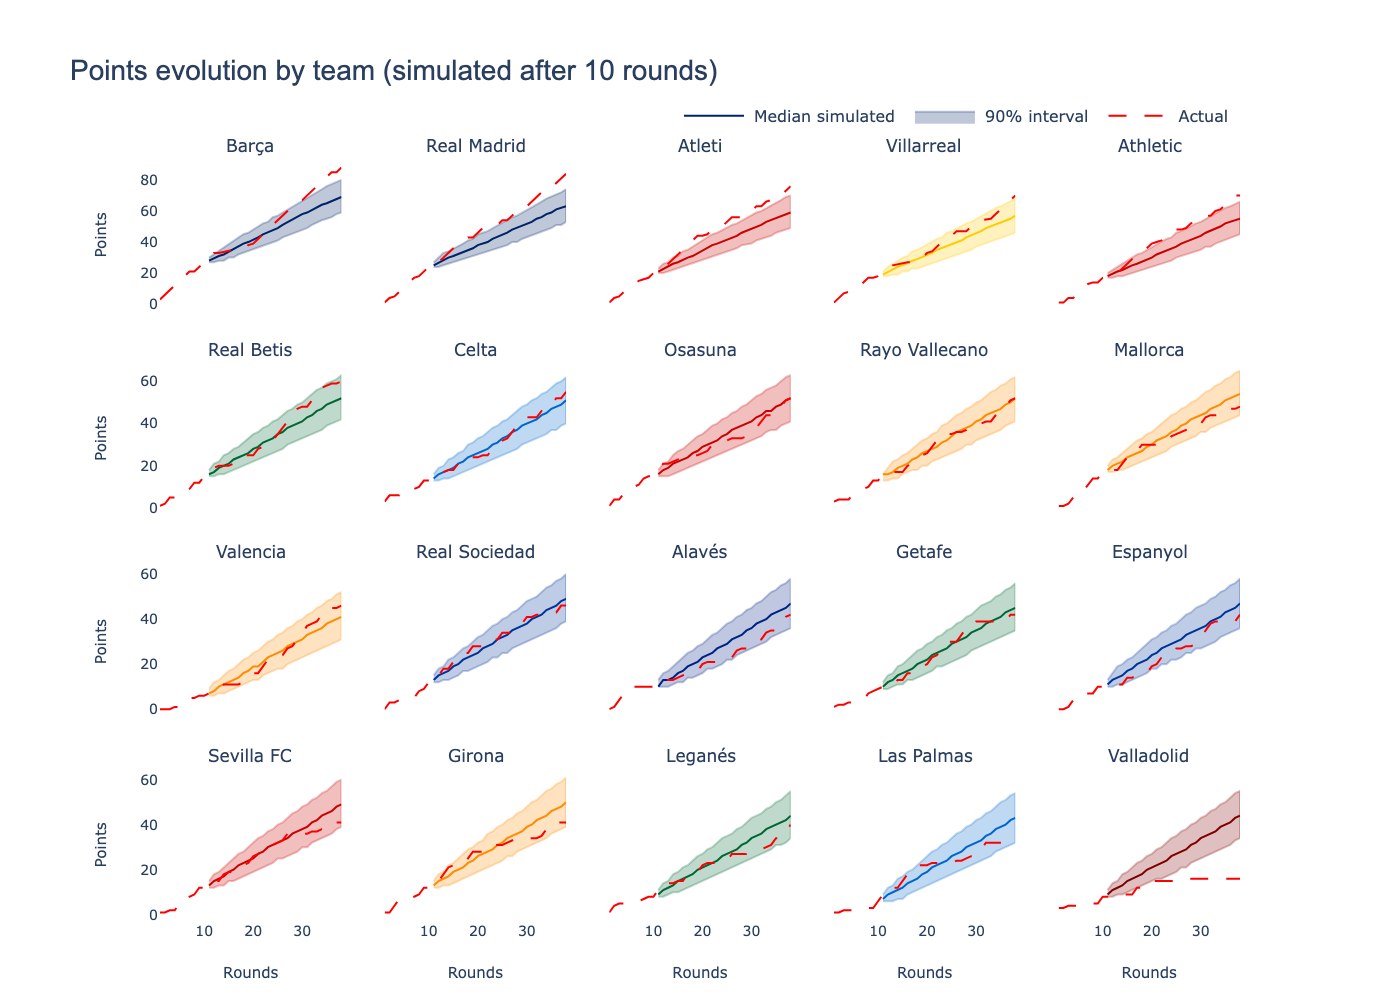 Points evolution by team (simulated after 10 rounds)
Median simulated 90% interval Actual
Barça Real Madrid Atleti Villarreal Athletic
80
60
40
20
0
Points
Real Betis Celta Osasuna Rayo Vallecano Mallorca
60
40
20
0
Points
Valencia Real Sociedad Alavés Getafe Espanyol
60
40
20
0
Points
Sevilla FC Girona Leganés Las Palmas Valladolid
60
40
20
0
Points
10 20 30 10 20 30 10 20 30 10 20 30 10 20 30
Rounds Rounds Rounds Rounds Rounds